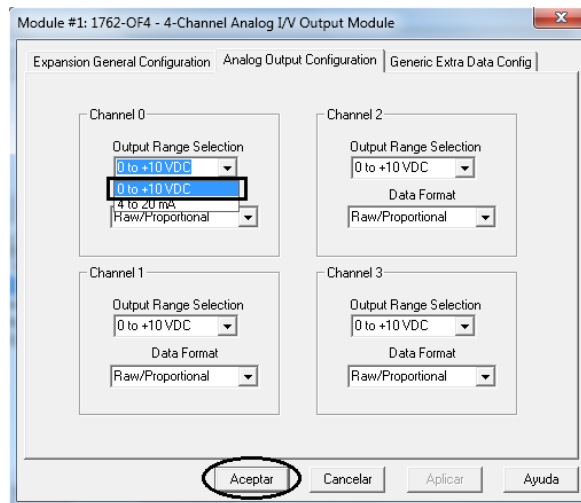 Module #1: 1762-OF4 - 4-Channel Analog I/V Output Module
Expansion General Configuration
Analog Output Configuration
Generic Extra Data Config
Channel 0
Output Range Selection
0 to +10 VDC
0 to +10 VDC
4 to 20 mA
Raw/Proportional
Channel 2
Output Range Selection
0 to +10 VDC
Data Format
Raw/Proportional
Channel 1
Output Range Selection
0 to +10 VDC
Data Format
Raw/Proportional
Channel 3
Output Range Selection
0 to +10 VDC
Data Format
Raw/Proportional
Aceptar
Cancelar
Aplicar
Ayuda